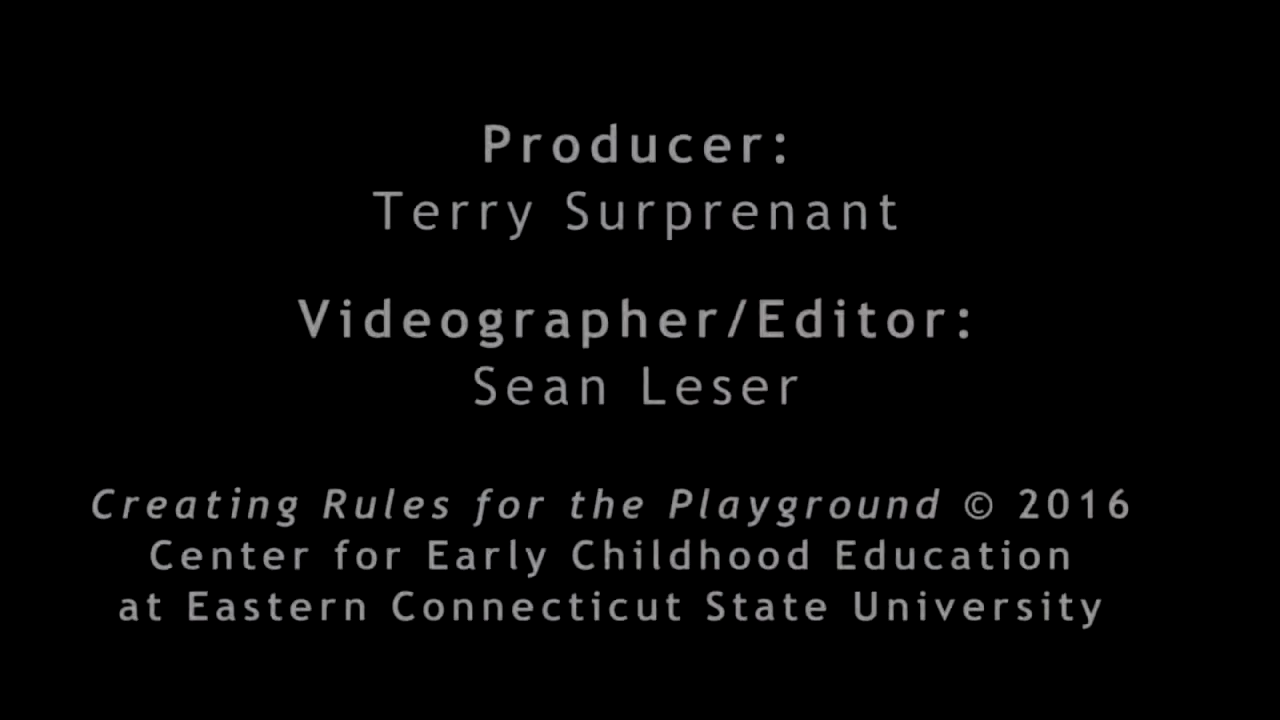 Producer:
Terry Surprenant
Videographer/Editor:
Sean Leser
Creating Rules for the Playground © 2016
Center for Early Childhood Education
at Eastern Connecticut State University